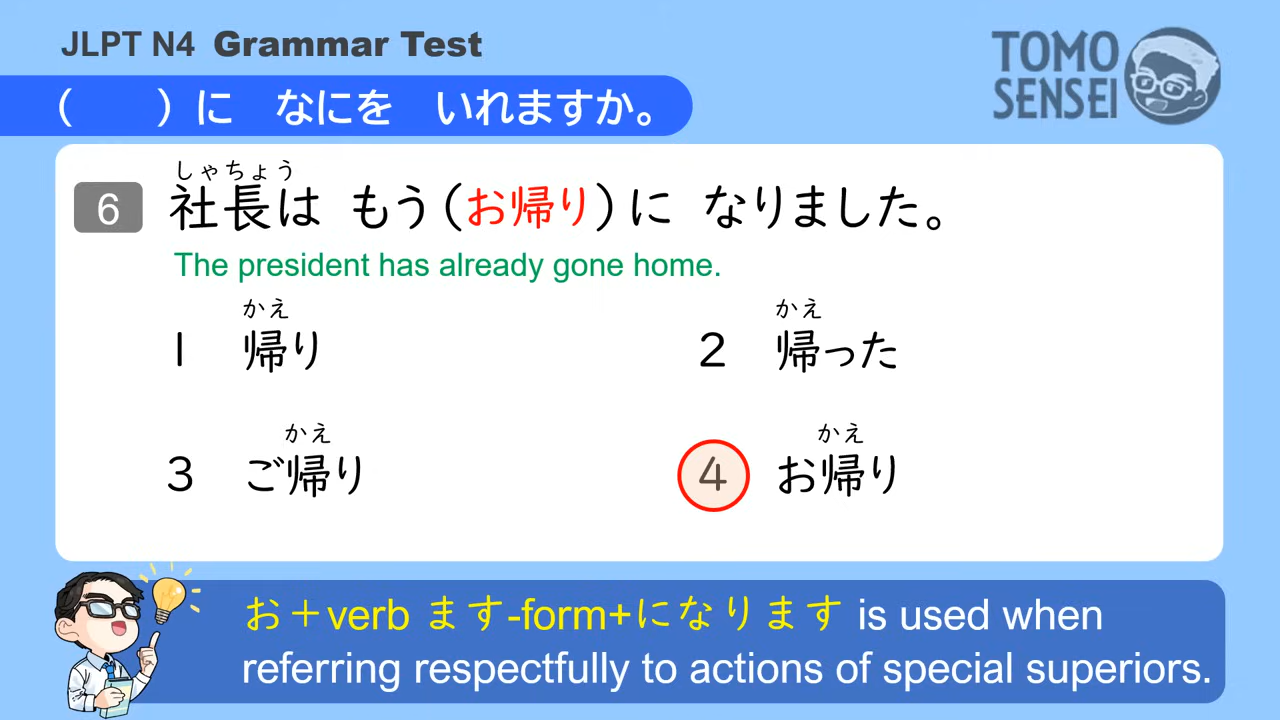 JLPT N4 Grammar Test
TOMO
SENSEI
(　　)に なにを いれますか。
しゃちょう
6 社長は もう(お帰り)に なりました。
The president has already gone home.
かえ かえ
1 帰り 2 帰った
かえ かえ
3 ご帰り 4 お帰り
お＋verb ます-form+になります is used when
referring respectfully to actions of special superiors.